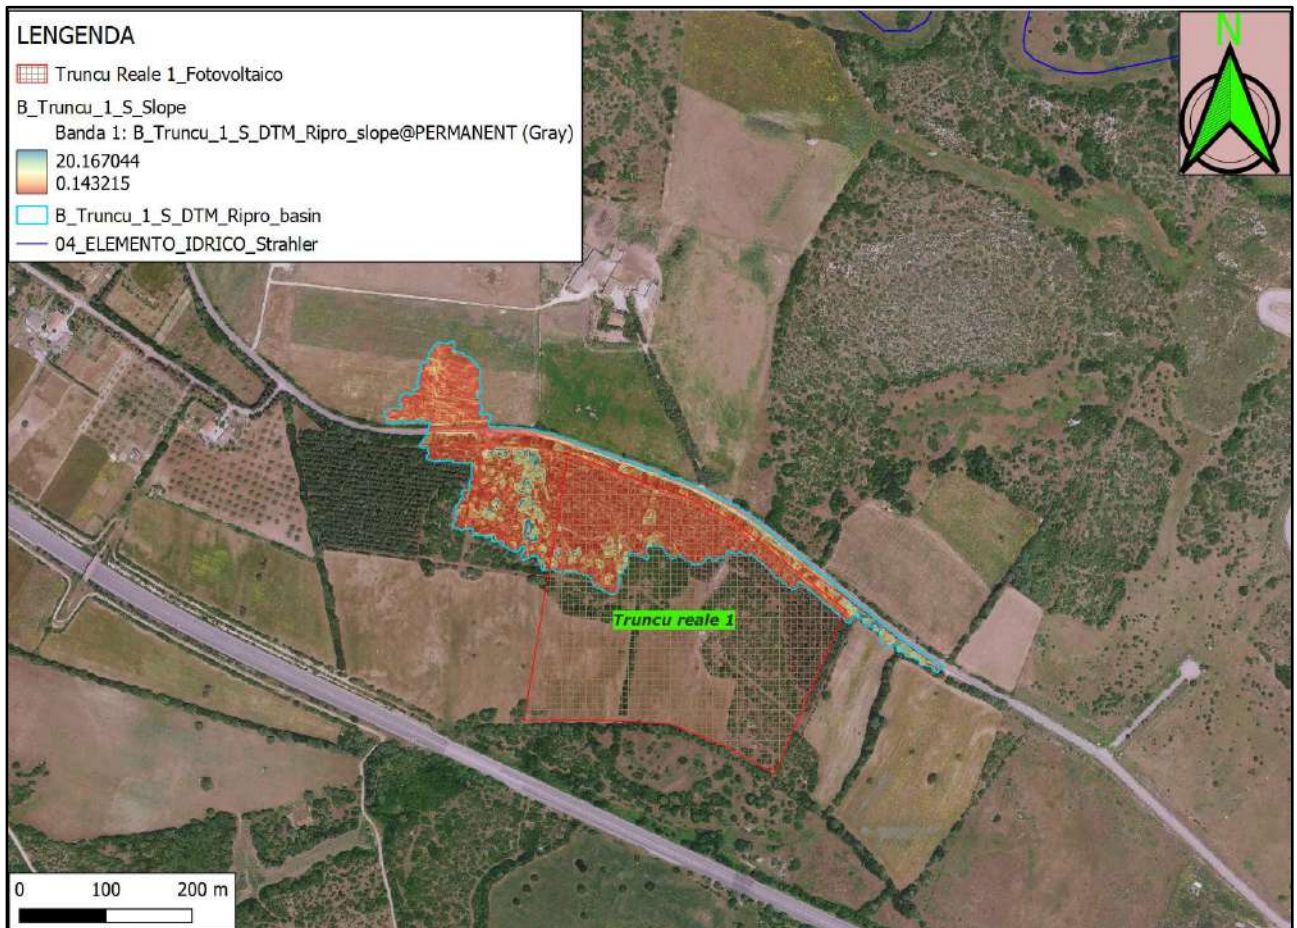 LENGENDA
Truncu Reale 1_Fotovoltaico
B_Truncu_1_S_Slope
Banda 1: B_Truncu_1_S_DTM_Ripro_slope@PERMANENT (Gray)
20.167044
0.143215
B_Truncu_1_S_DTM_Ripro_basin
04_ELEMENTO_IDRICO_Strahler
N
Truncu reale 1
0 100 200 m